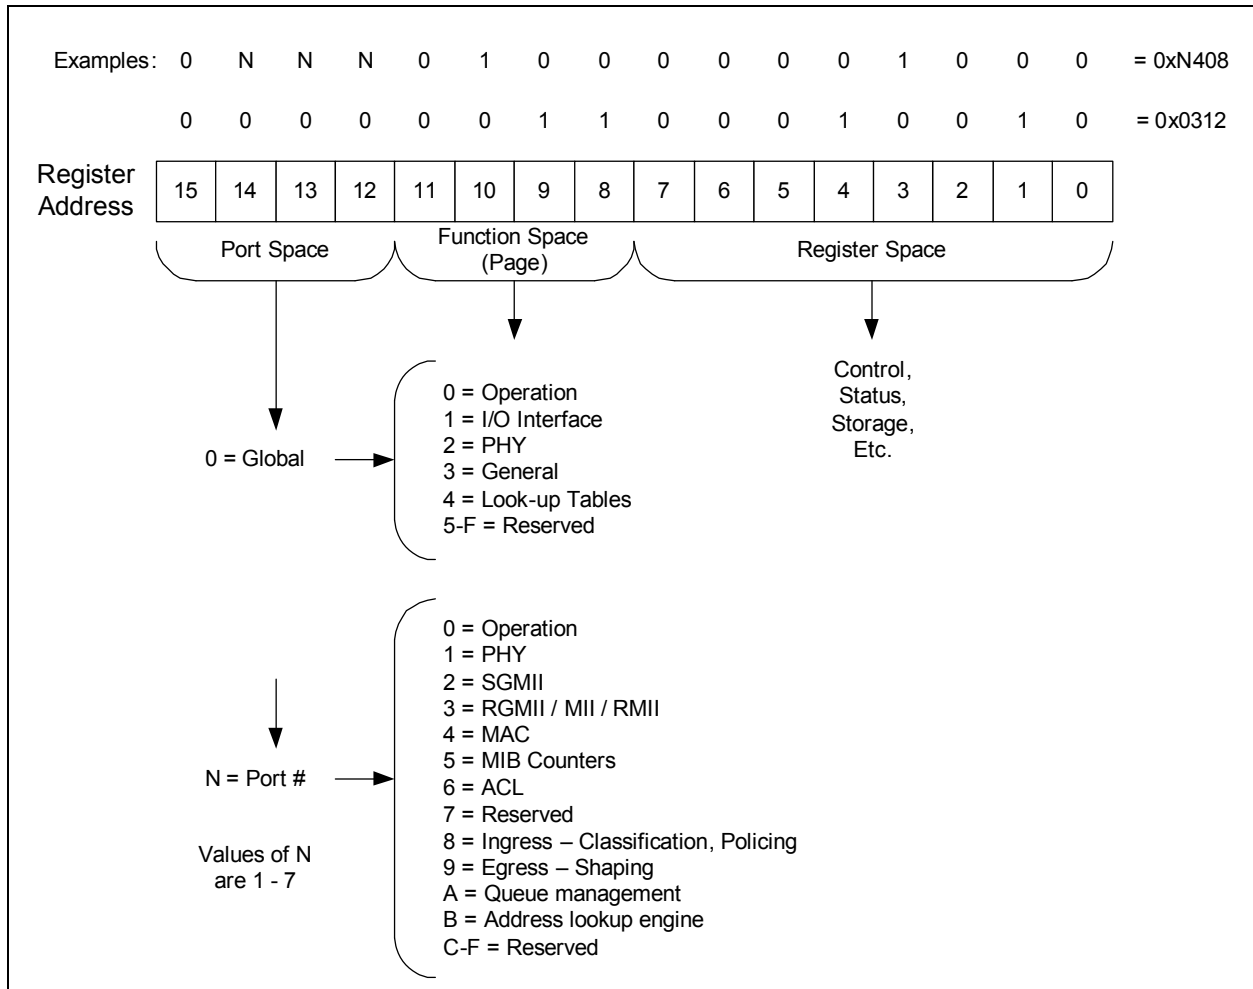 Examples: 0 N N N 0 1 0 0 0 0 0 0 1 0 0 0 = 0xN408
0 0 0 0 0 0 1 1 0 0 0 1 0 0 1 0 = 0x0312
Register Address
15 14 13 12 11 10 9 8 7 6 5 4 3 2 1 0
Port Space
Function Space
(Page)
Register Space
Control,
Status,
Storage,
Etc.
0 = Global
0 = Operation
1 = I/O Interface
2 = PHY
3 = General
4 = Look-up Tables
5-F = Reserved
N = Port #
Values of N
are 1 - 7
0 = Operation
1 = PHY
2 = SGMII
3 = RGMII / MII / RMII
4 = MAC
5 = MIB Counters
6 = ACL
7 = Reserved
8 = Ingress – Classification, Policing
9 = Egress – Shaping
A = Queue management
B = Address lookup engine
C-F = Reserved